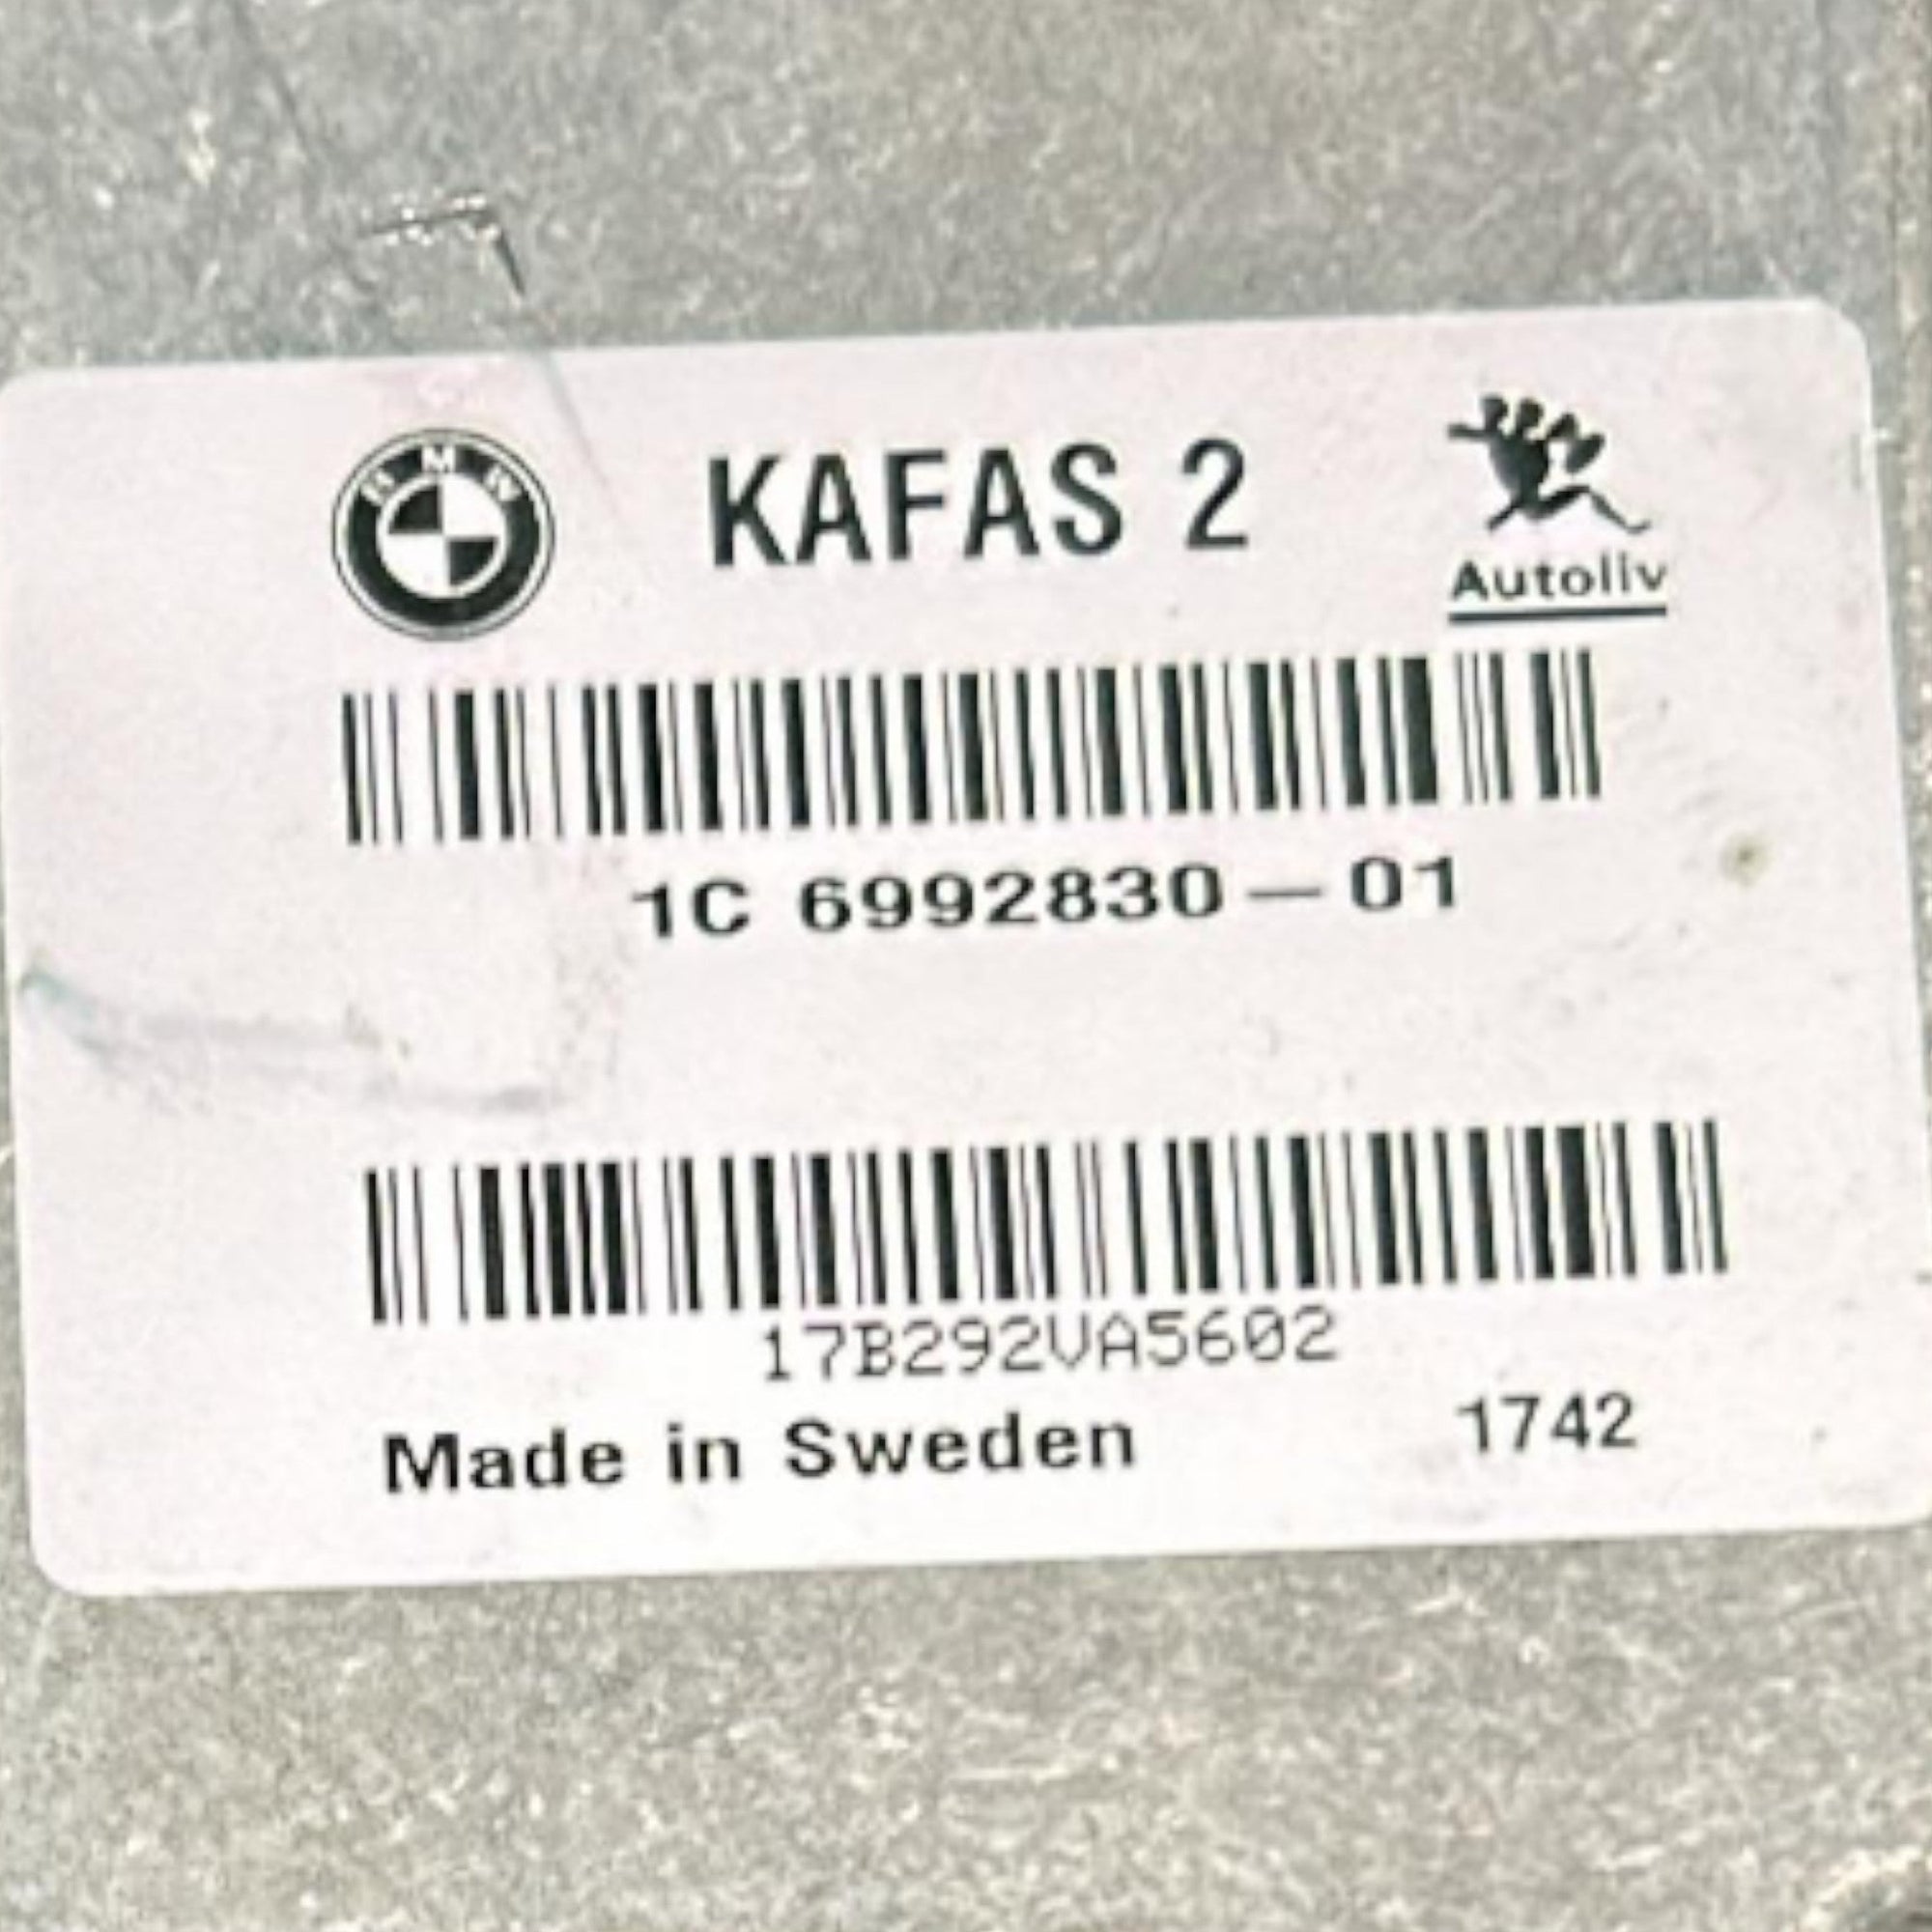 BMW
KAFAS 2
Autoliv
1C 6992830-01
17B292VA5602
Made in Sweden 1742